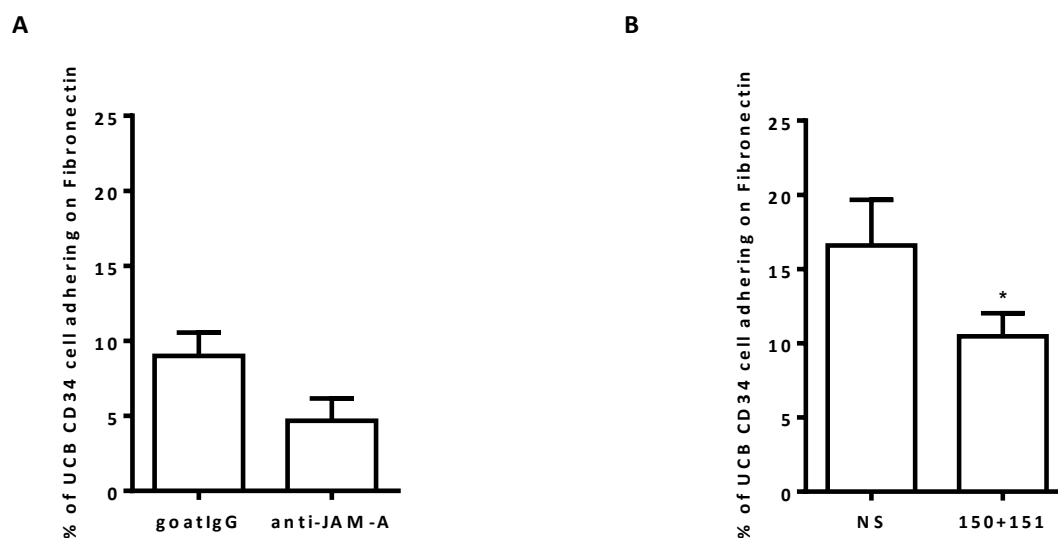 A
% of UCB CD34 cell adhering on Fibronectin
25
20
15
10
5
0
goatIgG
anti-JAM-A
B
% of UCB CD34 cell adhering on Fibronectin
25
20
15
10
5
0
*
NS
150+151